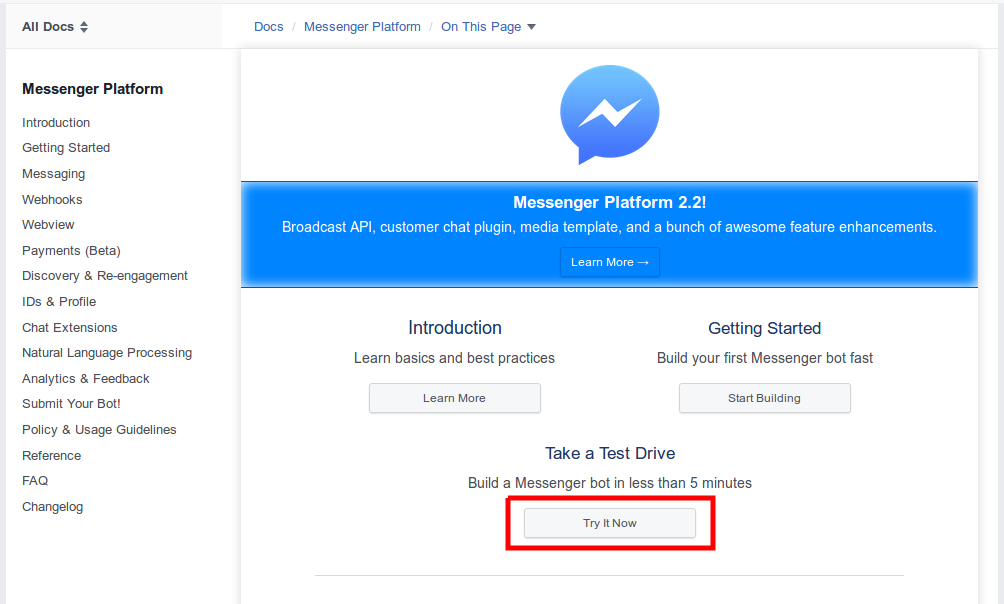 All Docs
Docs / Messenger Platform / On This Page
Messenger Platform
Introduction
Getting Started
Messaging
Webhooks
Webview
Payments (Beta)
Discovery & Re-engagement
IDs & Profile
Chat Extensions
Natural Language Processing
Analytics & Feedback
Submit Your Bot!
Policy & Usage Guidelines
Reference
FAQ
Changelog
Messenger Platform 2.2!
Broadcast API, customer chat plugin, media template, and a bunch of awesome feature enhancements.
Learn More →
Introduction
Learn basics and best practices
Learn More
Getting Started
Build your first Messenger bot fast
Start Building
Take a Test Drive
Build a Messenger bot in less than 5 minutes
Try It Now